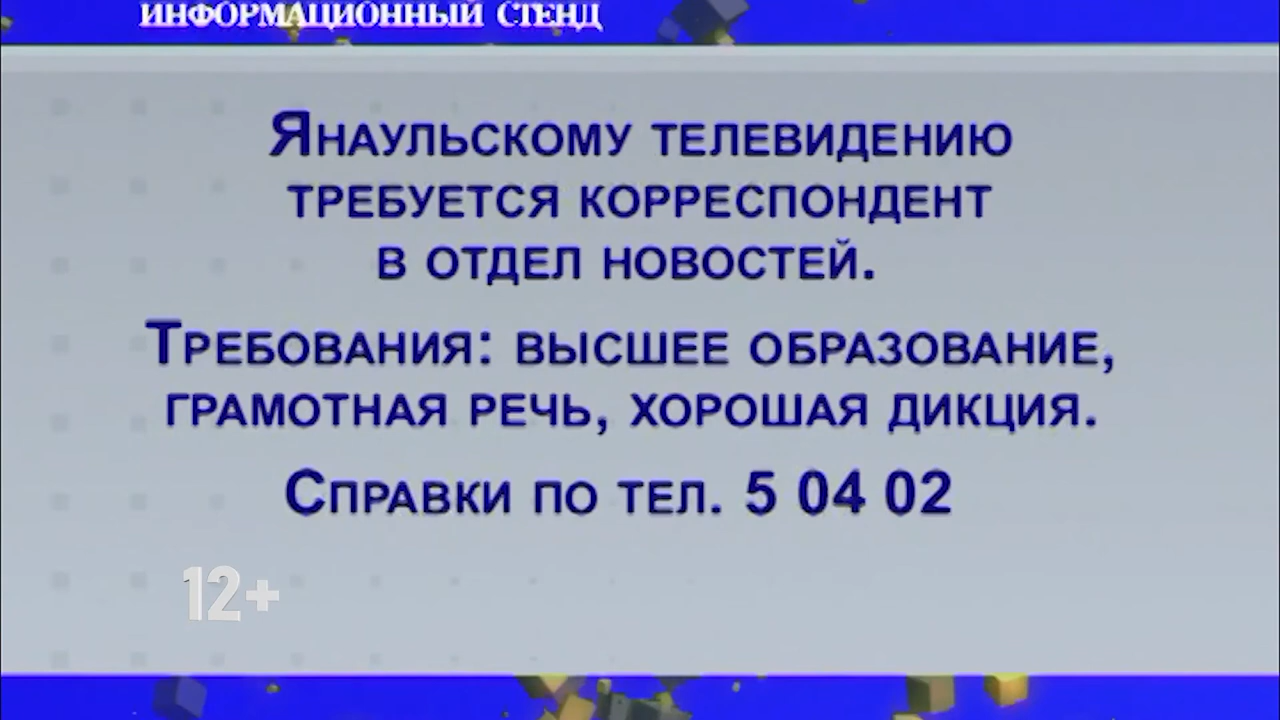 ИНФОРМАЦИОННЫЙ СТЕНД
Янаульскому телевидению
требуется корреспондент
в отдел новостей.
Требования: высшее образование,
грамотная речь, хорошая дикция.
Справки по тел. 5 04 02
12+